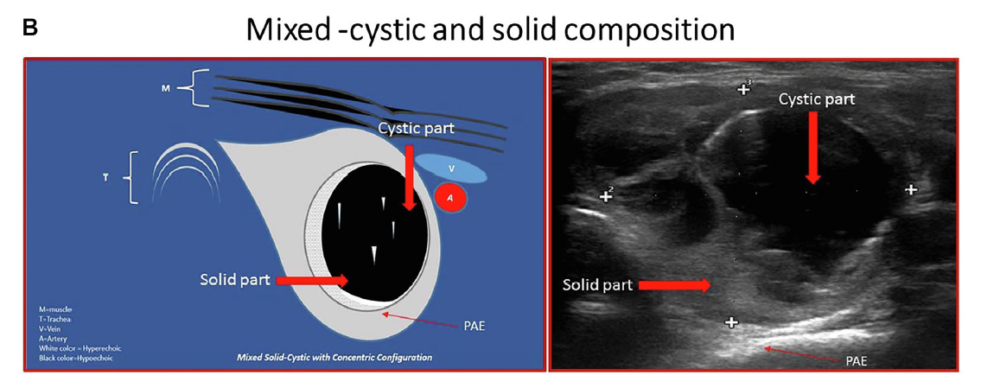 B
Mixed -cystic and solid composition
M
Cystic part
V
T
A
Solid part
PAE
M=muscle
T=Trachea
V=Vein
A=Artery
White color = Hyperechoic
Black color=Hypoechoic
Mixed Solid-Cystic with Concentric Configuration
3
Cystic part
2
Solid part
PAE